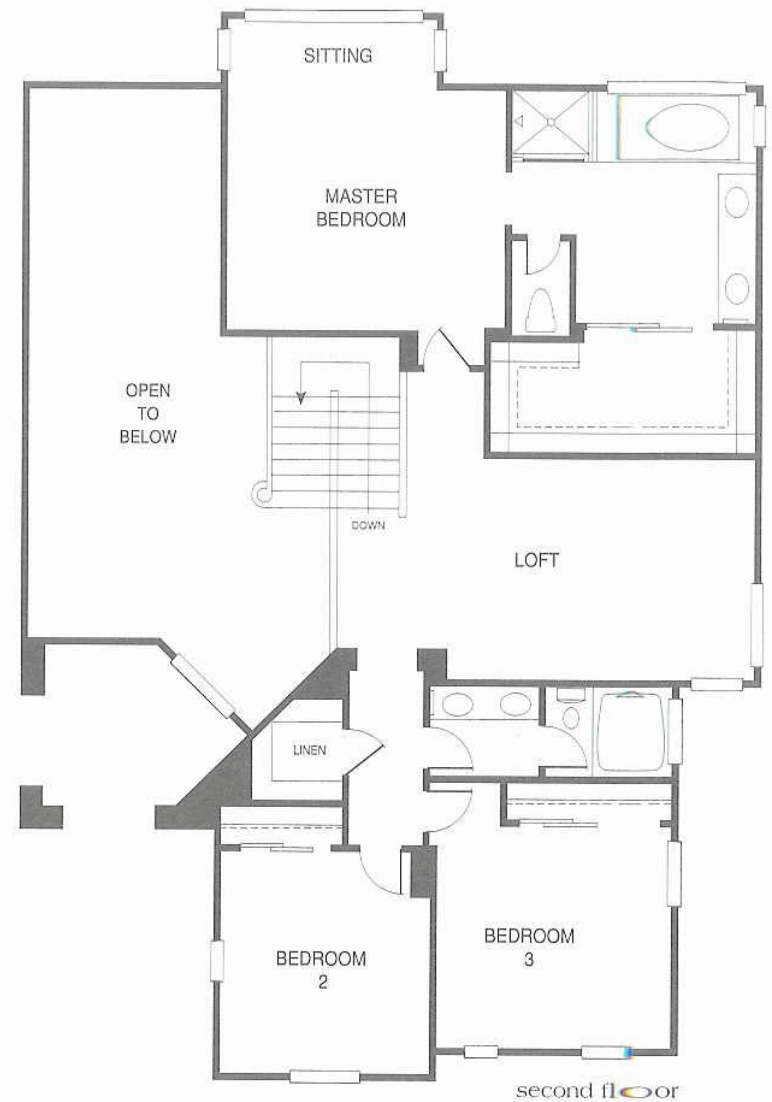 SITTING
MASTER
BEDROOM
OPEN
TO
BELOW
DOWN
LOFT
LINEN
BEDROOM
2
BEDROOM
3
second floor